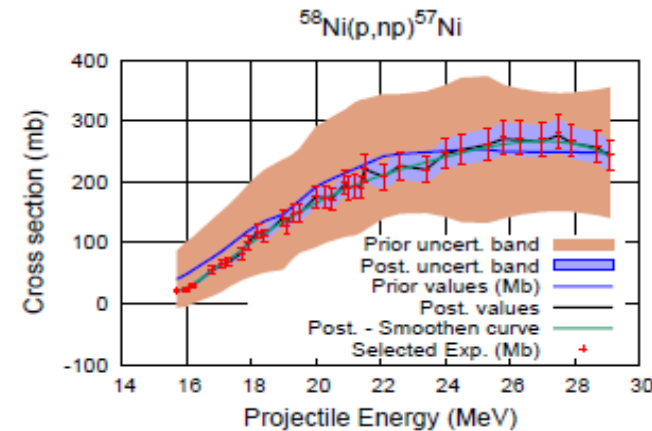 ⁵⁸Ni(p,np)⁵⁷Ni
Cross section (mb)
400
300
200
100
0
-100
Prior uncert. band
Post. uncert. band
Prior values (Mb)
Post. values
Post. - Smoothen curve
Selected Exp. (Mb)
14 16 18 20 22 24 26 28 30
Projectile Energy (MeV)